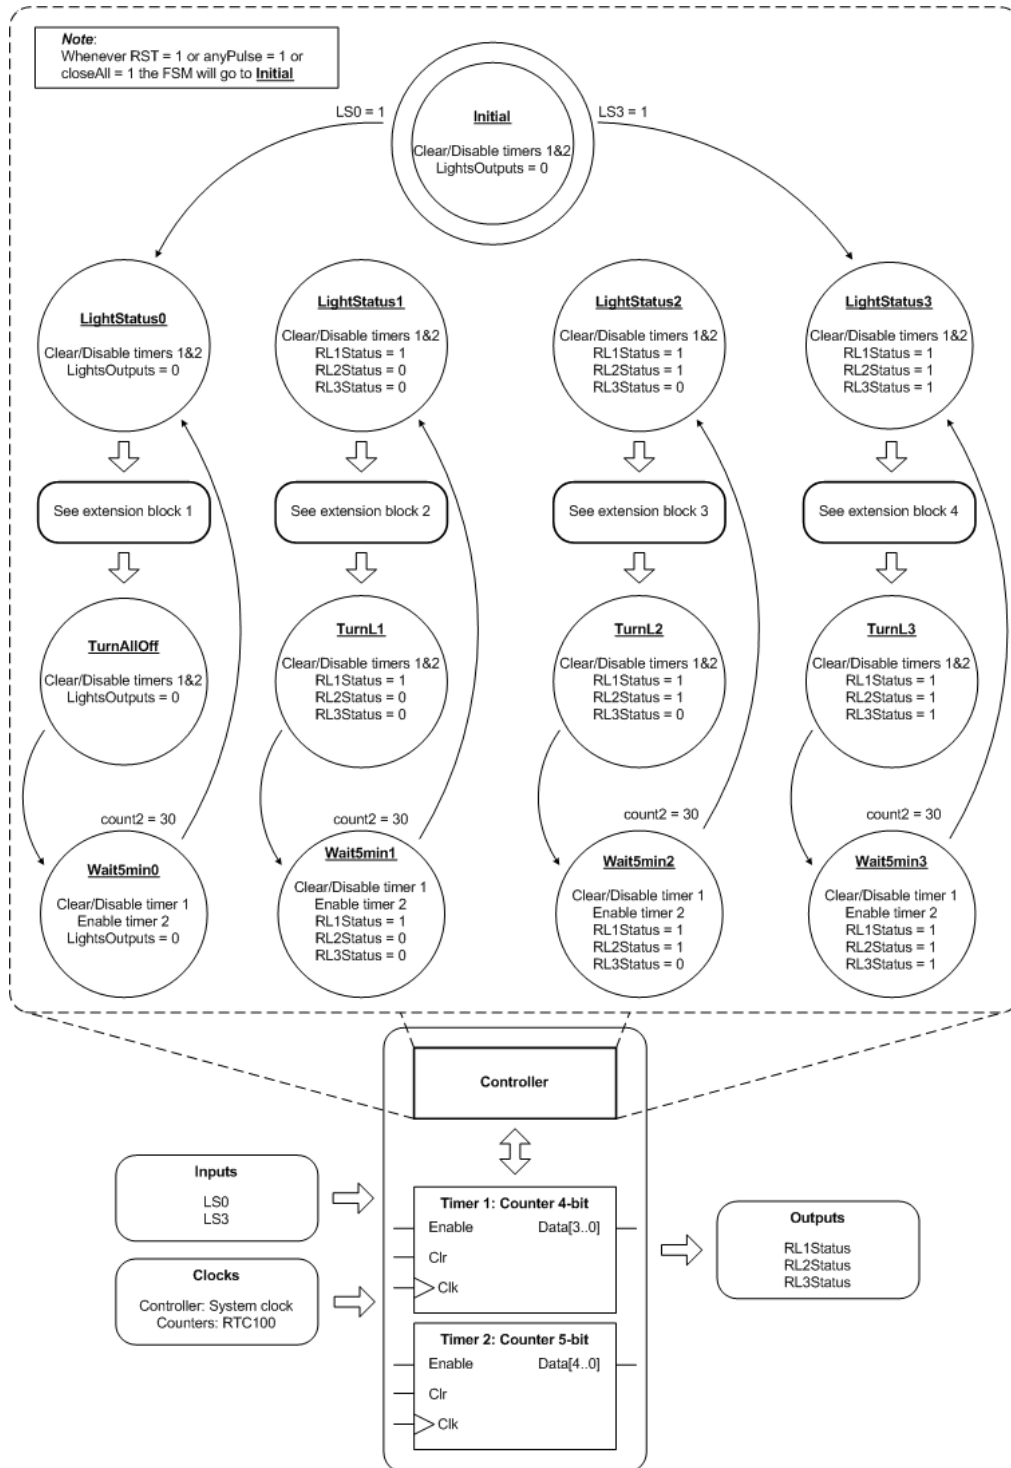 Note:
Whenever RST = 1 or anyPulse = 1 or
closeAll = 1 the FSM will go to Initial
LS0 = 1
Initial
Clear/Disable timers 1&2
LightsOutputs = 0
LS3 = 1
LightStatus0
Clear/Disable timers 1&2
LightsOutputs = 0
LightStatus1
Clear/Disable timers 1&2
RL1Status = 1
RL2Status = 0
RL3Status = 0
LightStatus2
Clear/Disable timers 1&2
RL1Status = 1
RL2Status = 1
RL3Status = 0
LightStatus3
Clear/Disable timers 1&2
RL1Status = 1
RL2Status = 1
RL3Status = 1
See extension block 1
See extension block 2
See extension block 3
See extension block 4
TurnAllOff
Clear/Disable timers 1&2
LightsOutputs = 0
TurnL1
Clear/Disable timers 1&2
RL1Status = 1
RL2Status = 0
RL3Status = 0
TurnL2
Clear/Disable timers 1&2
RL1Status = 1
RL2Status = 1
RL3Status = 0
TurnL3
Clear/Disable timers 1&2
RL1Status = 1
RL2Status = 1
RL3Status = 1
count2 = 30
count2 = 30
count2 = 30
count2 = 30
Wait5min0
Clear/Disable timer 1
Enable timer 2
LightsOutputs = 0
Wait5min1
Clear/Disable timer 1
Enable timer 2
RL1Status = 1
RL2Status = 0
RL3Status = 0
Wait5min2
Clear/Disable timer 1
Enable timer 2
RL1Status = 1
RL2Status = 1
RL3Status = 0
Wait5min3
Clear/Disable timer 1
Enable timer 2
RL1Status = 1
RL2Status = 1
RL3Status = 1
Controller
Inputs
LS0
LS3
Clocks
Controller: System clock
Counters: RTC100
Timer 1: Counter 4-bit
Enable Data[3..0]
Clr
Clk
Timer 2: Counter 5-bit
Enable Data[4..0]
Clr
Clk
Outputs
RL1Status
RL2Status
RL3Status